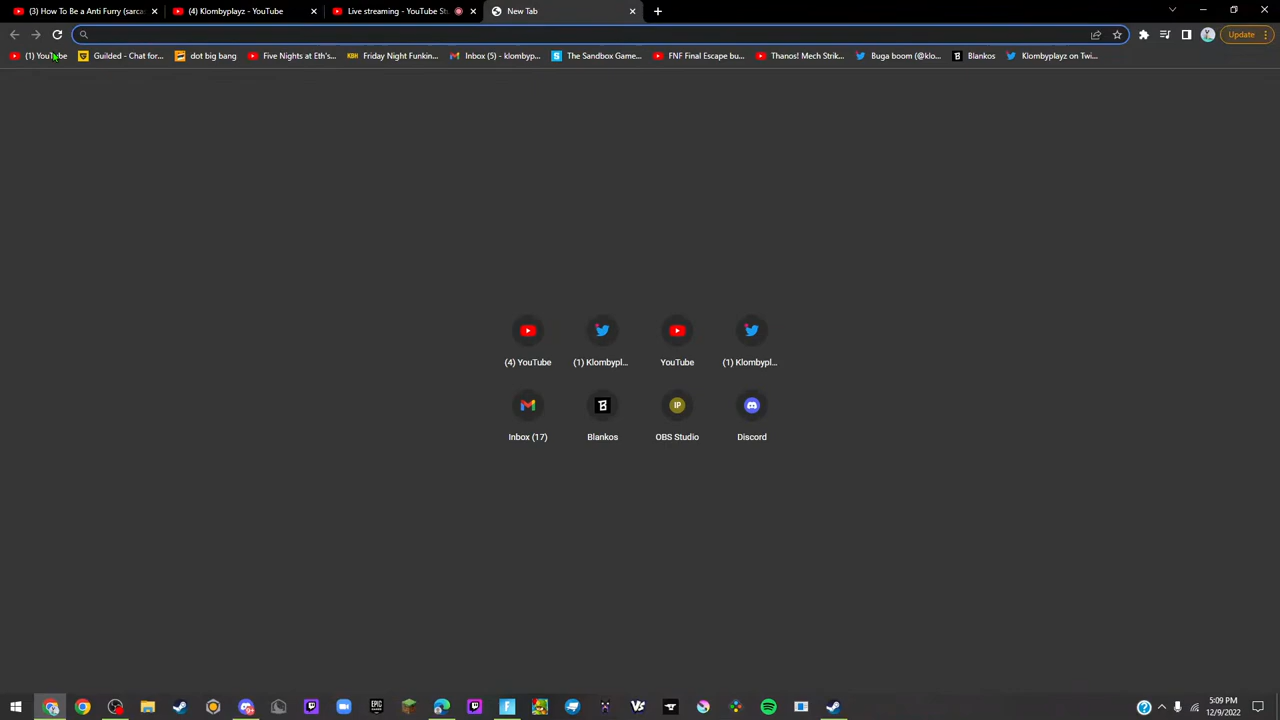 (3) How To Be a Anti Furry (sarca
(4) Klombyplayz - YouTube
Live streaming - YouTube St
New Tab
Update
(1) YouTube
Guilded - Chat for...
dot big bang
Five Nights at Eth's...
KBH
Friday Night Funkin...
Inbox (5) - klombyp...
The Sandbox Game...
FNF Final Escape bu...
Thanos! Mech Strik...
Buga boom (@klo...
Blankos
Klombyplayz on Twi...
(4) YouTube
(1) Klombypl...
YouTube
(1) Klombypl...
IP
Inbox (17)
Blankos
OBS Studio
Discord
EPIC
5:09 PM
12/9/2022